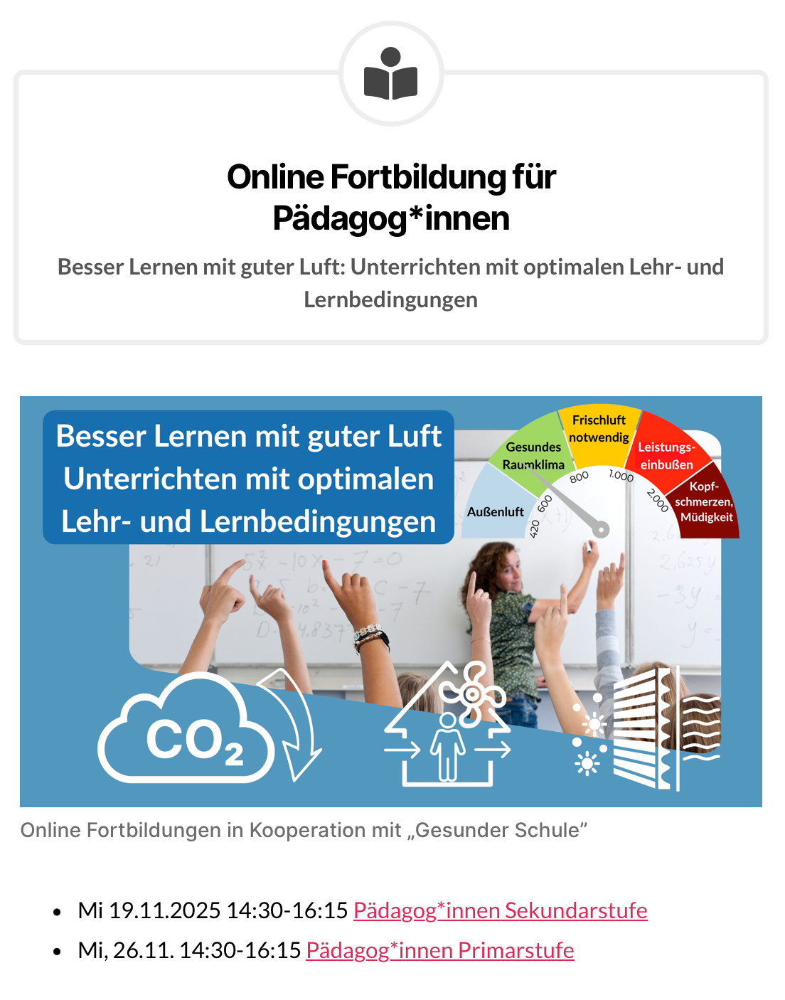 Online Fortbildung für
Pädagog*innen
Besser Lernen mit guter Luft: Unterrichten mit optimalen Lehr- und
Lernbedingungen
Besser Lernen mit guter Luft
Unterrichten mit optimalen
Lehr- und Lernbedingungen
Außenluft
Gesundes
Raumklima
Frischluft
notwendig
Leistungs-
einbußen
Kopf-
schmerzen,
Müdigkeit
420
600
800
1.000
2.000
CO₂
Online Fortbildungen in Kooperation mit „Gesunder Schule”
• Mi 19.11.2025 14:30-16:15 Pädagog*innen Sekundarstufe
• Mi, 26.11. 14:30-16:15 Pädagog*innen Primarstufe